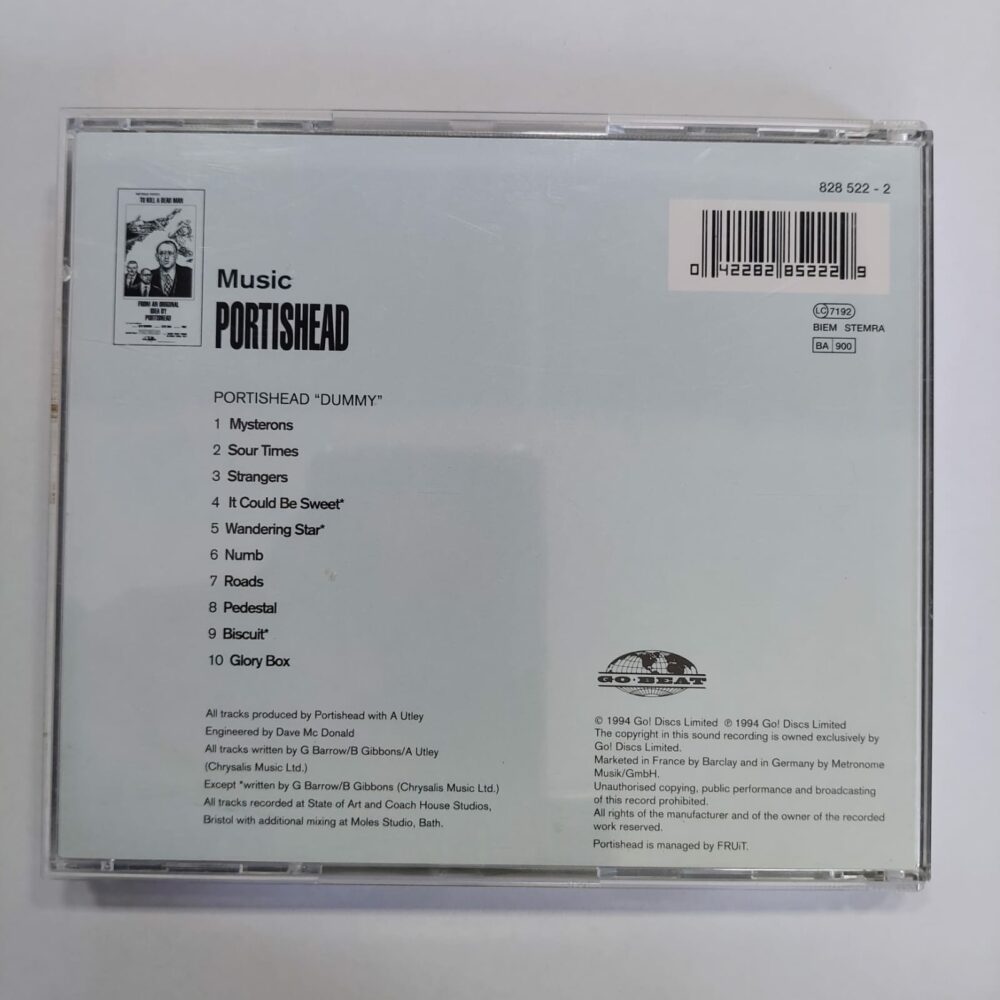 828 522 - 2
0 42282 85222 9
LC 7192
BIEM STEMRA
BA 900
TO KILL A DEAD MAN
FROM AN ORIGINAL
IDEA BY
PORTISHEAD
Music
PORTISHEAD
PORTISHEAD “DUMMY”
1 Mysterons
2 Sour Times
3 Strangers
4 It Could Be Sweet*
5 Wandering Star*
6 Numb
7 Roads
8 Pedestal
9 Biscuit*
10 Glory Box
All tracks produced by Portishead with A Utley
Engineered by Dave Mc Donald
All tracks written by G Barrow/B Gibbons/A Utley
(Chrysalis Music Ltd.)
Except *written by G Barrow/B Gibbons (Chrysalis Music Ltd.)
All tracks recorded at State of Art and Coach House Studios,
Bristol with additional mixing at Moles Studio, Bath.
GO·BEAT
© 1994 Go! Discs Limited ℗ 1994 Go! Discs Limited
The copyright in this sound recording is owned exclusively by
Go! Discs Limited.
Marketed in France by Barclay and in Germany by Metronome
Musik/GmbH.
Unauthorised copying, public performance and broadcasting
of this record prohibited.
All rights of the manufacturer and of the owner of the recorded
work reserved.
Portishead is managed by FRUiT.